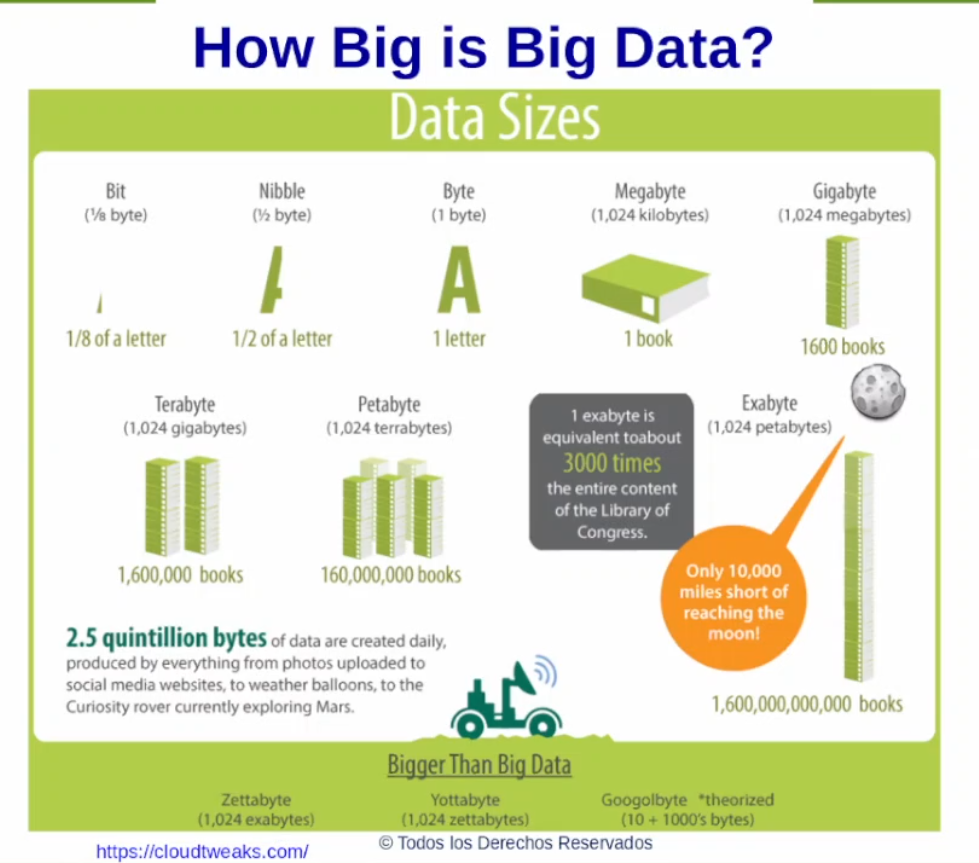 How Big is Big Data?
Data Sizes
Bit
(⅛ byte)
1/8 of a letter
Nibble
(½ byte)
1/2 of a letter
Byte
(1 byte)
A
1 letter
Megabyte
(1,024 kilobytes)
1 book
Gigabyte
(1,024 megabytes)
1600 books
Terabyte
(1,024 gigabytes)
1,600,000 books
Petabyte
(1,024 terrabytes)
160,000,000 books
1 exabyte is
equivalent toabout
3000 times
the entire content
of the Library of
Congress.
Exabyte
(1,024 petabytes)
Only 10,000
miles short of
reaching the
moon!
1,600,000,000,000 books
2.5 quintillion bytes of data are created daily,
produced by everything from photos uploaded to
social media websites, to weather balloons, to the
Curiosity rover currently exploring Mars.
Bigger Than Big Data
Zettabyte
(1,024 exabytes)
Yottabyte
(1,024 zettabytes)
Googolbyte *theorized
(10 + 1000's bytes)
https://cloudtweaks.com/
© Todos los Derechos Reservados